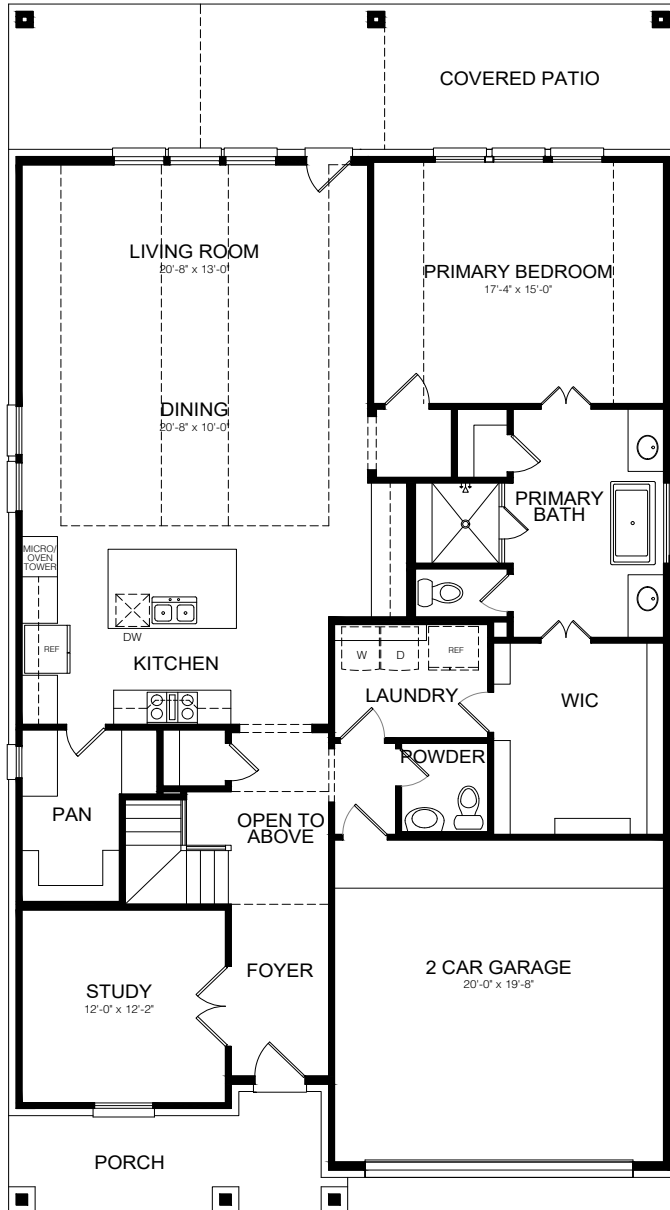 COVERED PATIO
LIVING ROOM
20'-8" x 13'-0"
PRIMARY BEDROOM
17'-4" x 15'-0"
DINING
20'-8" x 10'-0"
PRIMARY
BATH
MICRO/
OVEN
TOWER
DW
REF
KITCHEN
W
D
REF
LAUNDRY
WIC
POWDER
PAN
OPEN TO
ABOVE
FOYER
STUDY
12'-0" x 12'-2"
2 CAR GARAGE
20'-0" x 19'-8"
PORCH